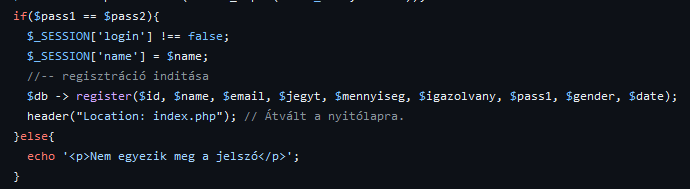 if($pass1 == $pass2){
$_SESSION['login'] !== false;
$_SESSION['name'] = $name;
//-- regisztráció inditása
$db -> register($id, $name, $email, $jegyt, $mennyiseg, $igazolvany, $pass1, $gender, $date);
header("Location: index.php"); // Átvált a nyitólapra.
}else{
echo '<p>Nem egyezik meg a jelszó</p>';
}